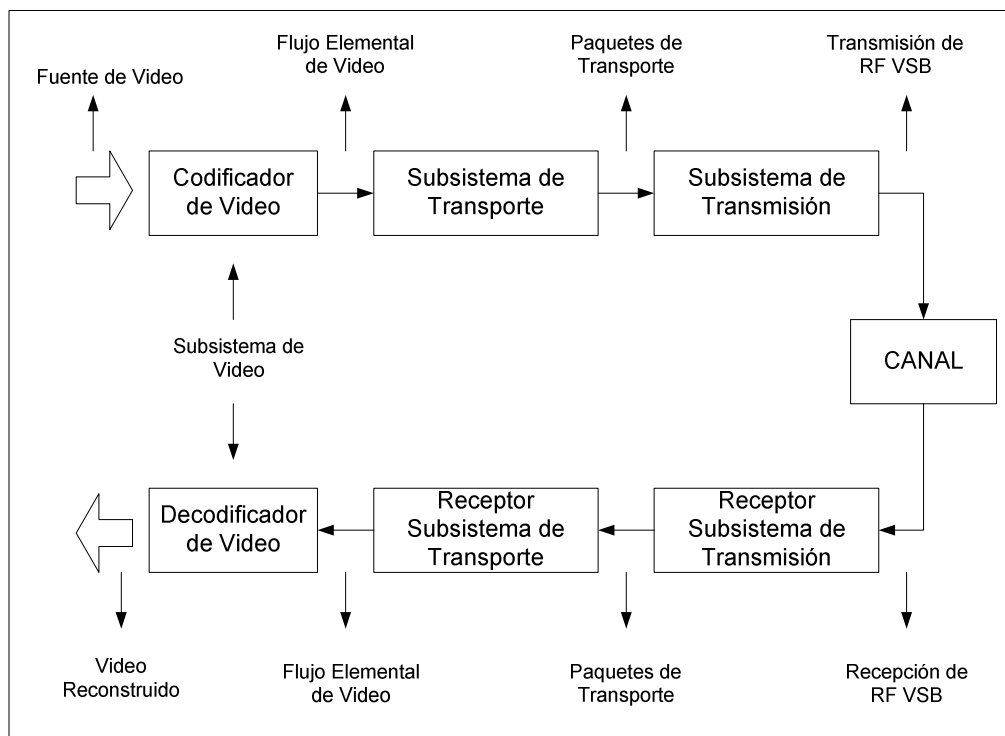 Fuente de Video
Flujo Elemental
de Video
Paquetes de
Transporte
Transmisión de
RF VSB
Codificador
de Video
Subsistema de
Transporte
Subsistema de
Transmisión
Subsistema de
Video
CANAL
Decodificador
de Video
Receptor
Subsistema de
Transporte
Receptor
Subsistema de
Transmisión
Video
Reconstruido
Flujo Elemental
de Video
Paquetes de
Transporte
Recepción de
RF VSB